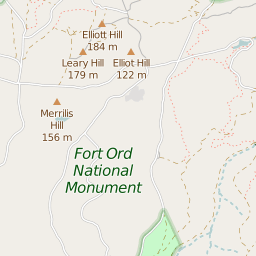 Elliott Hill
184 m
Leary Hill
179 m
Elliot Hill
122 m
Merrilis
Hill
156 m
Fort Ord
National
Monument